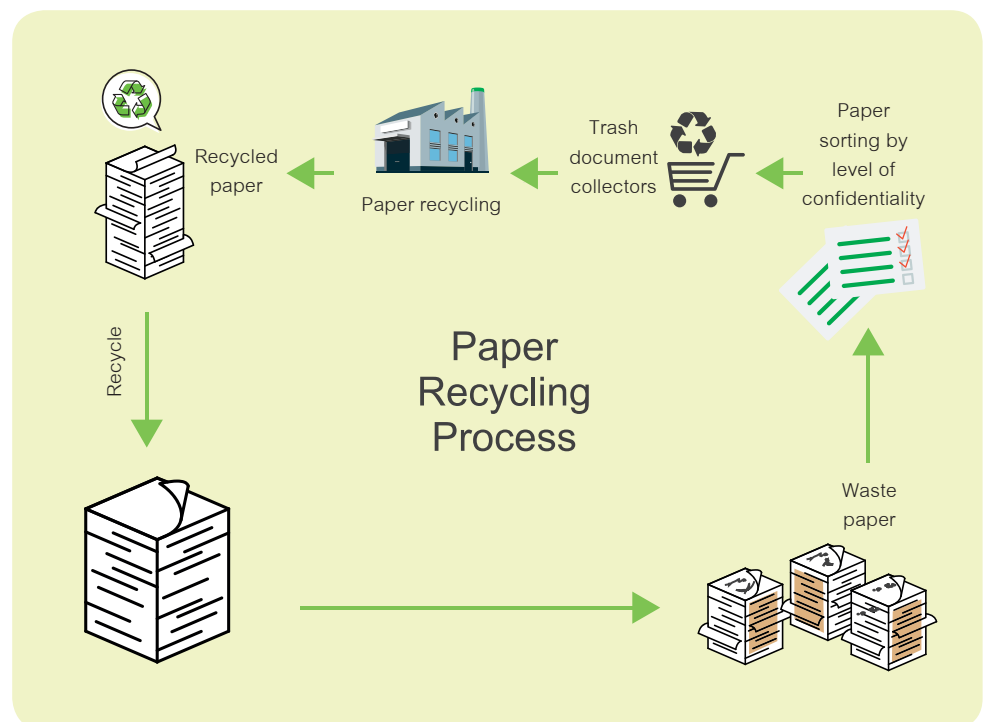 Paper
sorting by
level of
confidentiality
Trash
document
collectors
Paper recycling
Recycled
paper
Recycle
Paper
Recycling
Process
Waste
paper